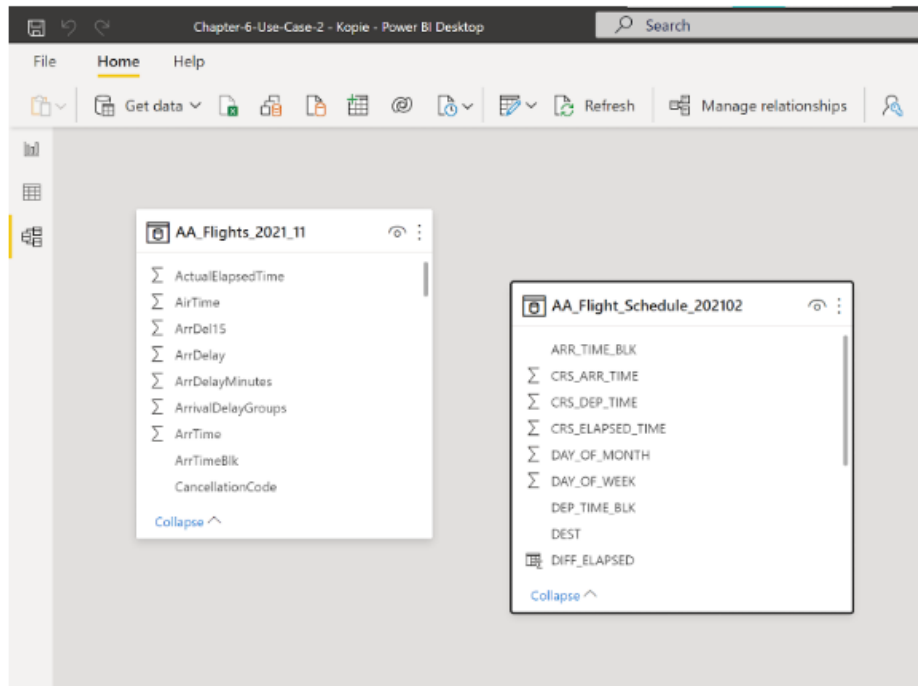 Chapter-6-Use-Case-2 - Kopie - Power BI Desktop
Search
File Home Help
Get data Refresh Manage relationships
AA_Flights_2021_11
ActualElapsedTime
AirTime
ArrDel15
ArrDelay
ArrDelayMinutes
ArrivalDelayGroups
ArrTime
ArrTimeBlk
CancellationCode
Collapse
AA_Flight_Schedule_202102
ARR_TIME_BLK
CRS_ARR_TIME
CRS_DEP_TIME
CRS_ELAPSED_TIME
DAY_OF_MONTH
DAY_OF_WEEK
DEP_TIME_BLK
DEST
DIFF_ELAPSED
Collapse